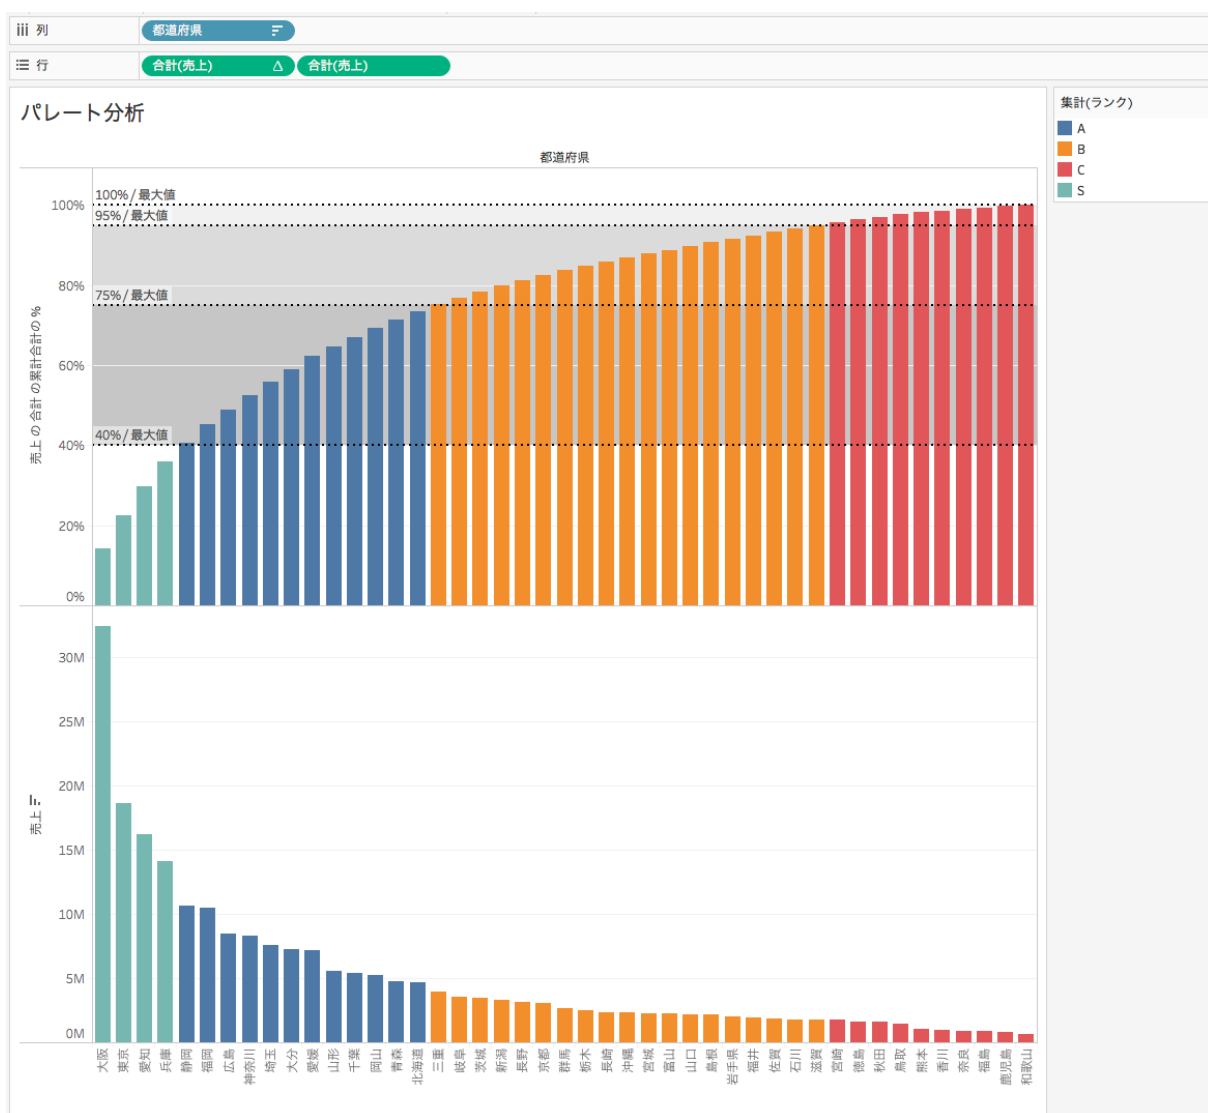 列
都道府県
行
合計(売上)
合計(売上)
パレート分析
集計(ランク)
A
B
C
S
都道府県
売上 の 合計 の 累計合計の %
100%
80%
60%
40%
20%
0%
100% / 最大値
95% / 最大値
75% / 最大値
40% / 最大値
売上
30M
25M
20M
15M
10M
5M
0M
大阪
東京
愛知
兵庫
静岡
福岡
広島
神奈川
埼玉
大分
愛媛
山形
千葉
岡山
青森
北海道
三重
岐阜
茨城
新潟
長野
京都
群馬
栃木
長崎
沖縄
宮城
富山
山口
島根
岩手県
福井
佐賀
石川
滋賀
宮崎
徳島
秋田
鳥取
熊本
香川
奈良
福島
鹿児島
和歌山